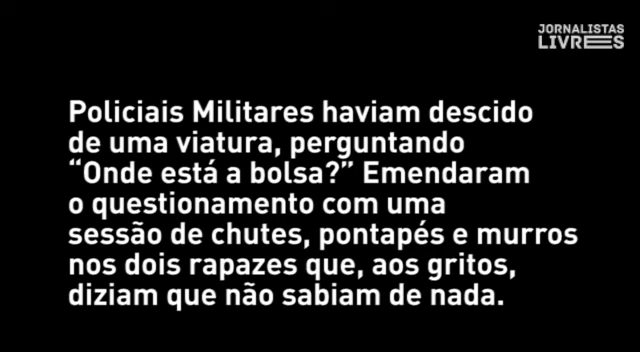 JORNALISTAS
LIVRES
Policiais Militares haviam descido
de uma viatura, perguntando
“Onde está a bolsa?” Emendaram
o questionamento com uma
sessão de chutes, pontapés e murros
nos dois rapazes que, aos gritos,
diziam que não sabiam de nada.